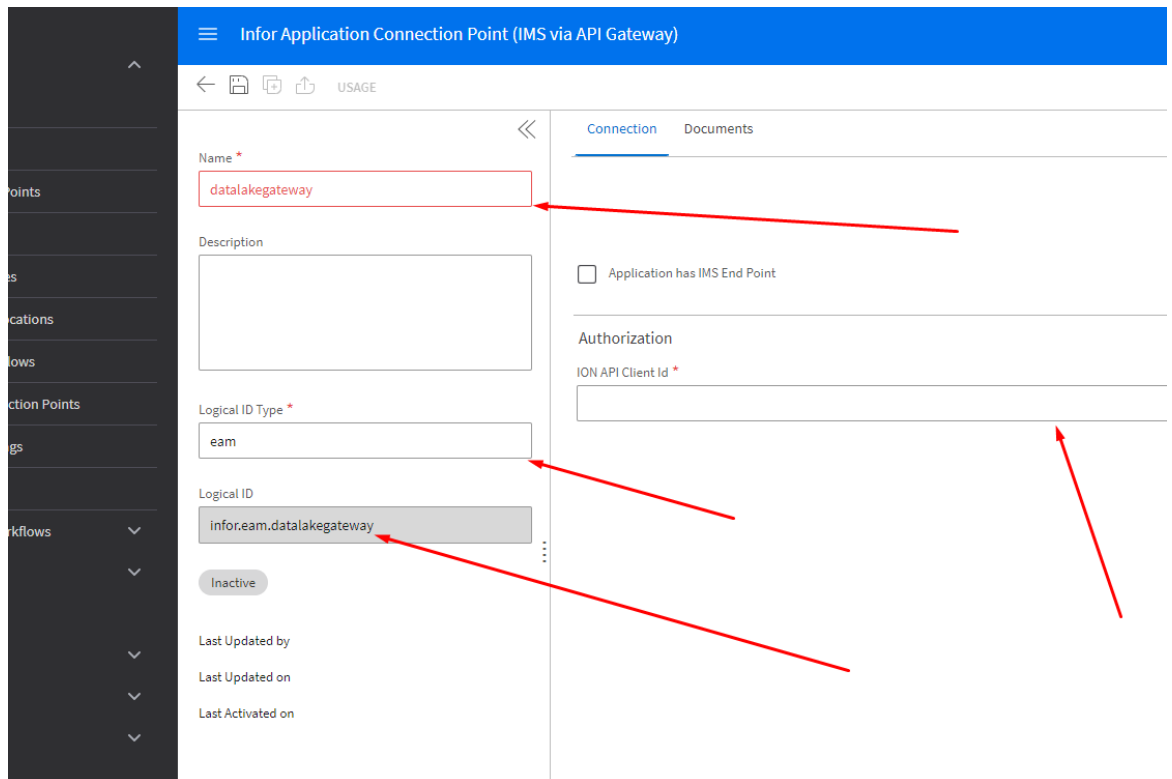 Infor Application Connection Point (IMS via API Gateway)
USAGE
Connection Documents
Name *
datalakegateway
Description
Application has IMS End Point
Authorization
ION API Client Id *
Logical ID Type *
eam
Logical ID
infor.eam.datalakegateway
Inactive
Last Updated by
Last Updated on
Last Activated on
oints
es
ocations
lows
ction Points
gs
rkflows